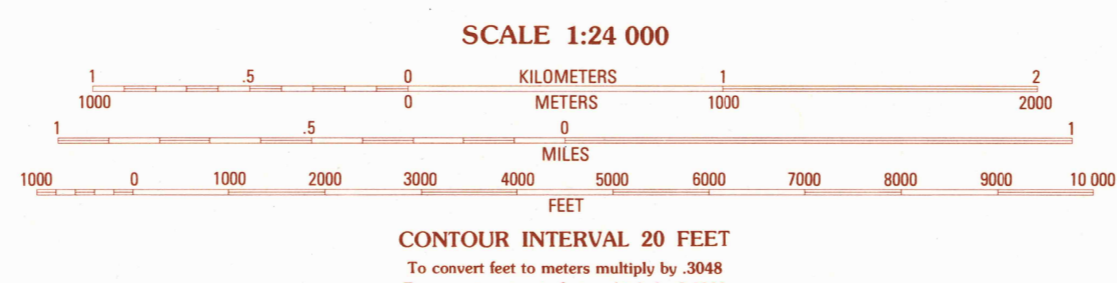 SCALE 1:24 000
1 .5 0 KILOMETERS 1 2
1000 0 METERS 1000 2000
1 .5 0 1
MILES
1000 0 1000 2000 3000 4000 5000 6000 7000 8000 9000 10 000
FEET
CONTOUR INTERVAL 20 FEET
To convert feet to meters multiply by .3048